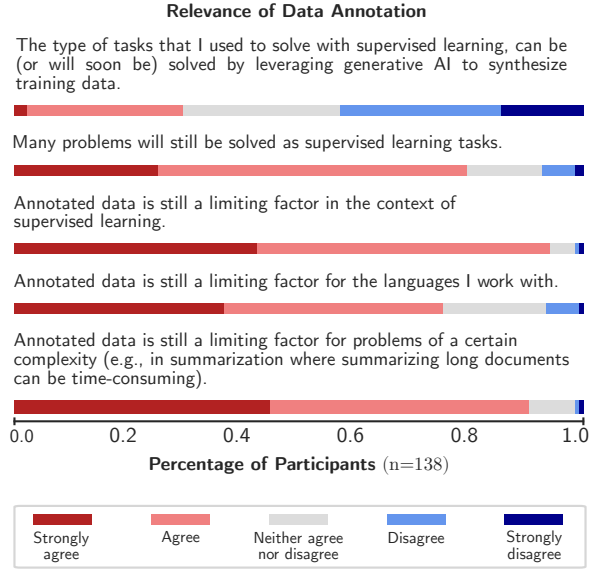 Relevance of Data Annotation
The type of tasks that I used to solve with supervised learning, can be
(or will soon be) solved by leveraging generative AI to synthesize
training data.
Many problems will still be solved as supervised learning tasks.
Annotated data is still a limiting factor in the context of
supervised learning.
Annotated data is still a limiting factor for the languages I work with.
Annotated data is still a limiting factor for problems of a certain
complexity (e.g., in summarization where summarizing long documents
can be time-consuming).
0.0 0.2 0.4 0.6 0.8 1.0
Percentage of Participants (n=138)
Strongly agree
Agree
Neither agree nor disagree
Disagree
Strongly disagree